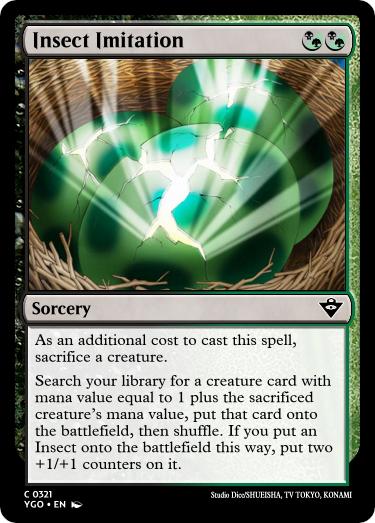 Insect Imitation
Sorcery
As an additional cost to cast this spell,
sacrifice a creature.
Search your library for a creature card with
mana value equal to 1 plus the sacrificed
creature's mana value, put that card onto
the battlefield, then shuffle. If you put an
Insect onto the battlefield this way, put two
+1/+1 counters on it.
C 0321
YGO • EN
Studio Dice/SHUEISHA, TV TOKYO, KONAMI